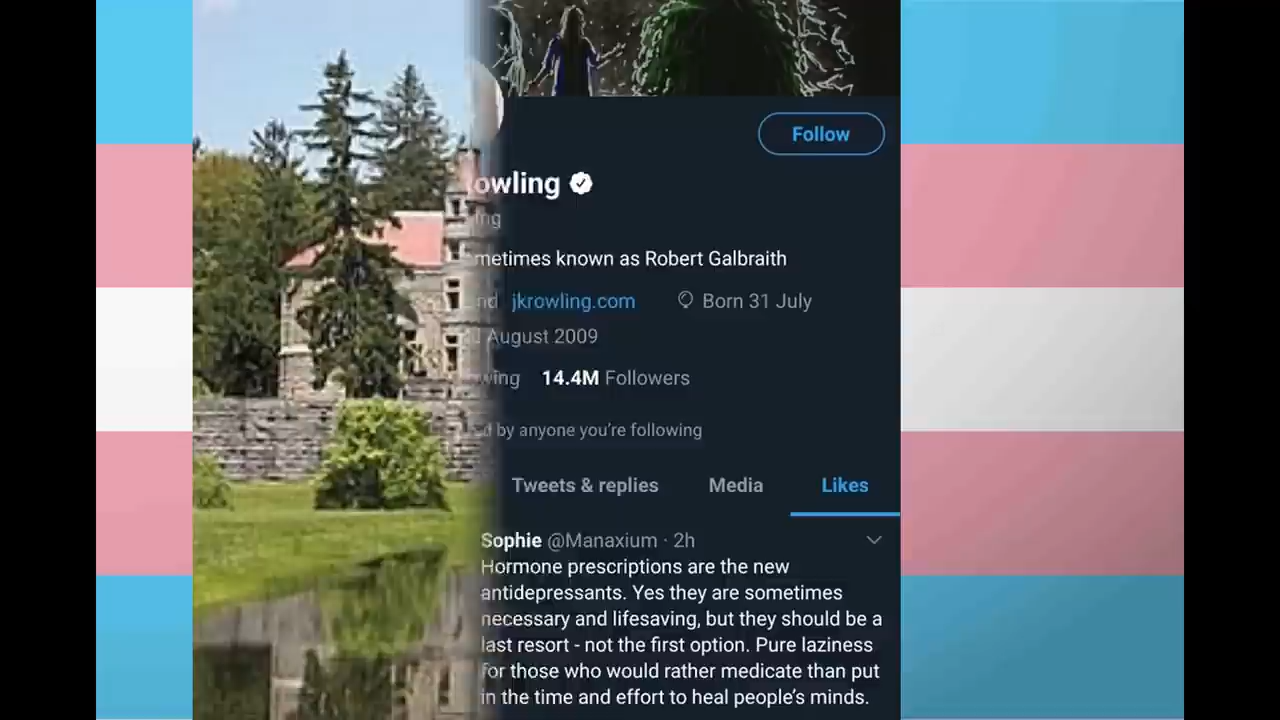 Follow
owling
ing
metimes known as Robert Galbraith
nd jkrowling.com Born 31 July
August 2009
wing 14.4M Followers
d by anyone you're following
Tweets & replies Media Likes
Sophie @Manaxium · 2h
Hormone prescriptions are the new
antidepressants. Yes they are sometimes
necessary and lifesaving, but they should be a
last resort - not the first option. Pure laziness
for those who would rather medicate than put
in the time and effort to heal people's minds.